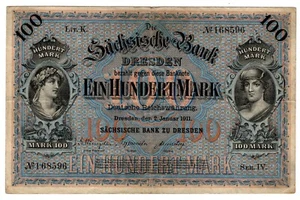 100 Die 100
LIT. K. № 168596
Sächsische Bank
DRESDEN
HUNDERT MARK HUNDERT MARK
bezahlt gegen diese Banknote
EIN HUNDERT MARK
Deutsche Reichswährung.
Dresden, den 2. Januar 1911.
SÄCHSISCHE BANK ZU DRESDEN
MARK 100 100 MARK
№ 168596 SER. IV.
EIN HUNDERT MARK